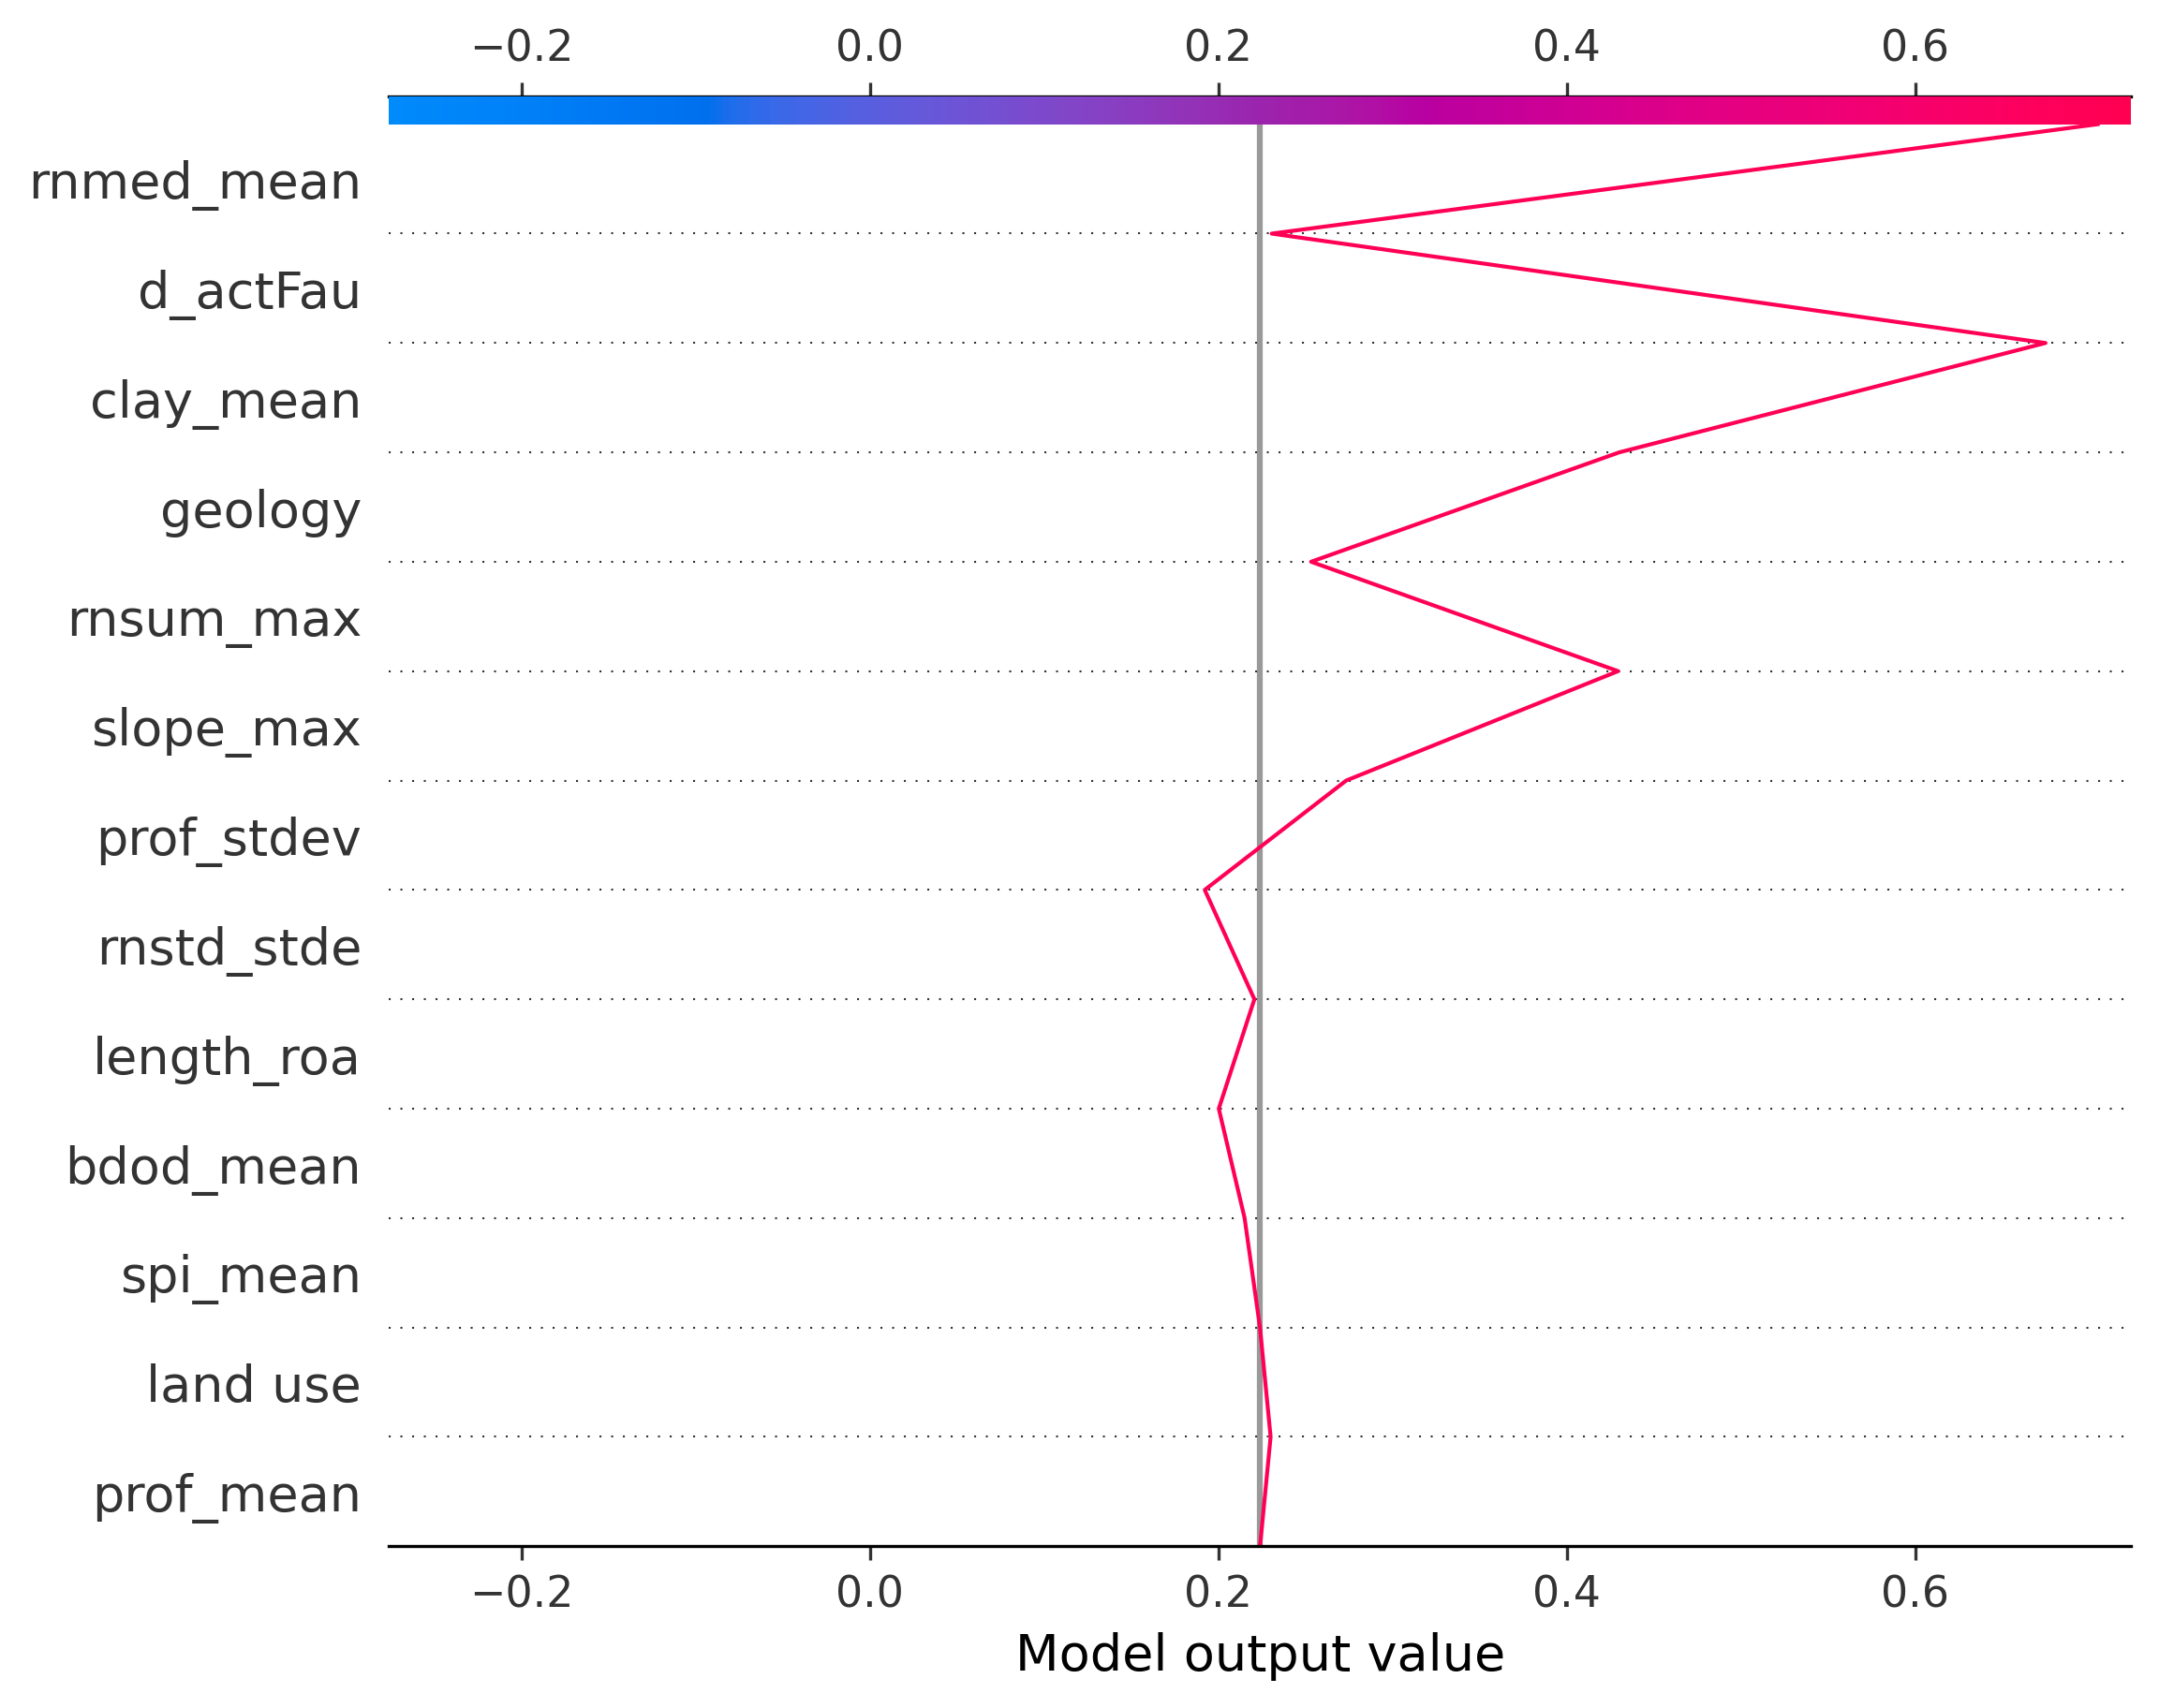 −0.2 0.0 0.2 0.4 0.6
rnmed_mean
d_actFau
clay_mean
geology
rnsum_max
slope_max
prof_stdev
rnstd_stde
length_roa
bdod_mean
spi_mean
land use
prof_mean
−0.2 0.0 0.2 0.4 0.6
Model output value